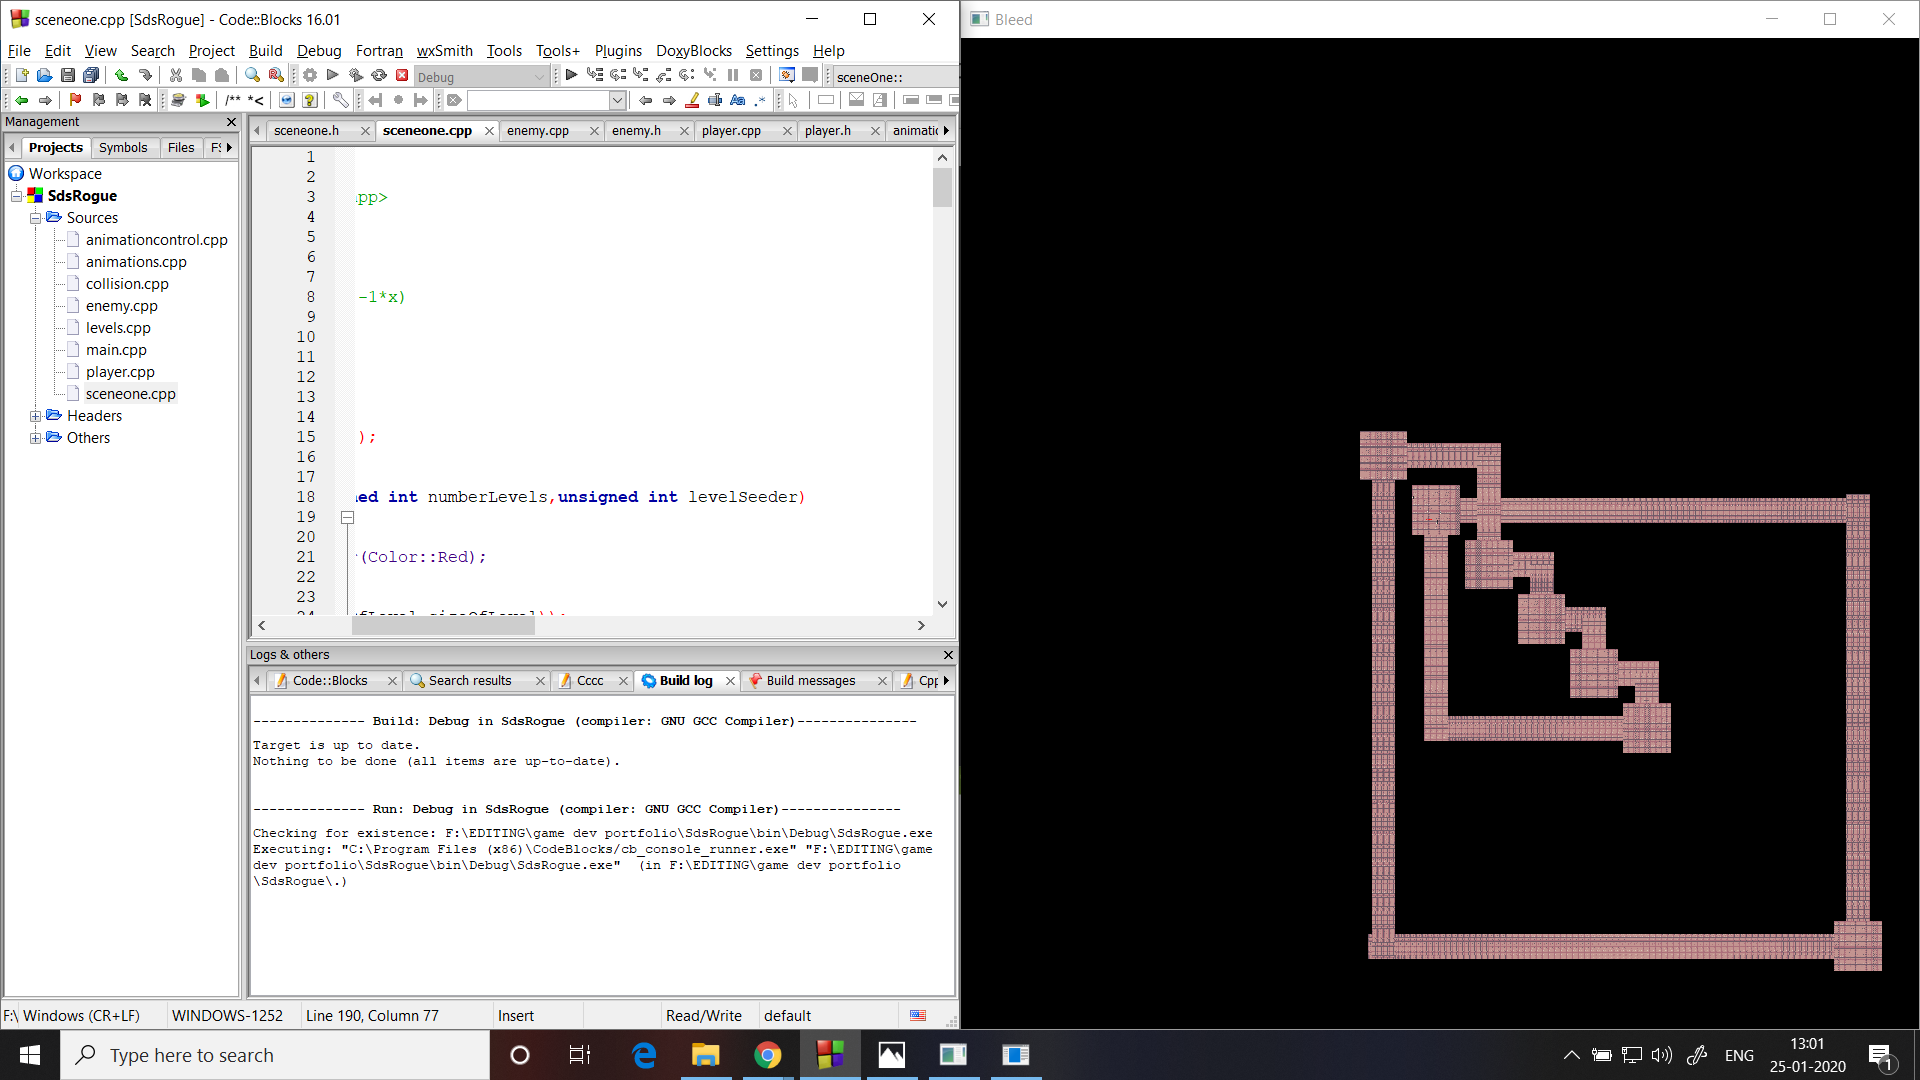 sceneone.cpp [SdsRogue] - Code::Blocks 16.01
Bleed
File Edit View Search Project Build Debug Fortran wxSmith Tools Tools+ Plugins DoxyBlocks Settings Help
Debug
sceneOne::
/** *<
Aa .*
Management
Projects Symbols Files FS
sceneone.h sceneone.cpp enemy.cpp enemy.h player.cpp player.h animatic
Workspace
SdsRogue
Sources
animationcontrol.cpp
animations.cpp
collision.cpp
enemy.cpp
levels.cpp
main.cpp
player.cpp
sceneone.cpp
Headers
Others
1
2
3 pp>
4
5
6
7
8 -1*x)
9
10
11
12
13
14
15 );
16
17
18 ned int numberLevels,unsigned int levelSeeder)
19
20
21 (Color::Red);
22
23
24 fLevel,sizeOfLevel));
Logs & others
Code::Blocks Search results Cccc Build log Build messages Cpp
-------------- Build: Debug in SdsRogue (compiler: GNU GCC Compiler)---------------
Target is up to date.
Nothing to be done (all items are up-to-date).
-------------- Run: Debug in SdsRogue (compiler: GNU GCC Compiler)---------------
Checking for existence: F:\EDITING\game dev portfolio\SdsRogue\bin\Debug\SdsRogue.exe
Executing: "C:\Program Files (x86)\CodeBlocks/cb_console_runner.exe" "F:\EDITING\game
dev portfolio\SdsRogue\bin\Debug\SdsRogue.exe"  (in F:\EDITING\game dev portfolio
\SdsRogue\.)
F:\ Windows (CR+LF) WINDOWS-1252 Line 190, Column 77 Insert Read/Write default
Type here to search
ENG
13:01
25-01-2020
1